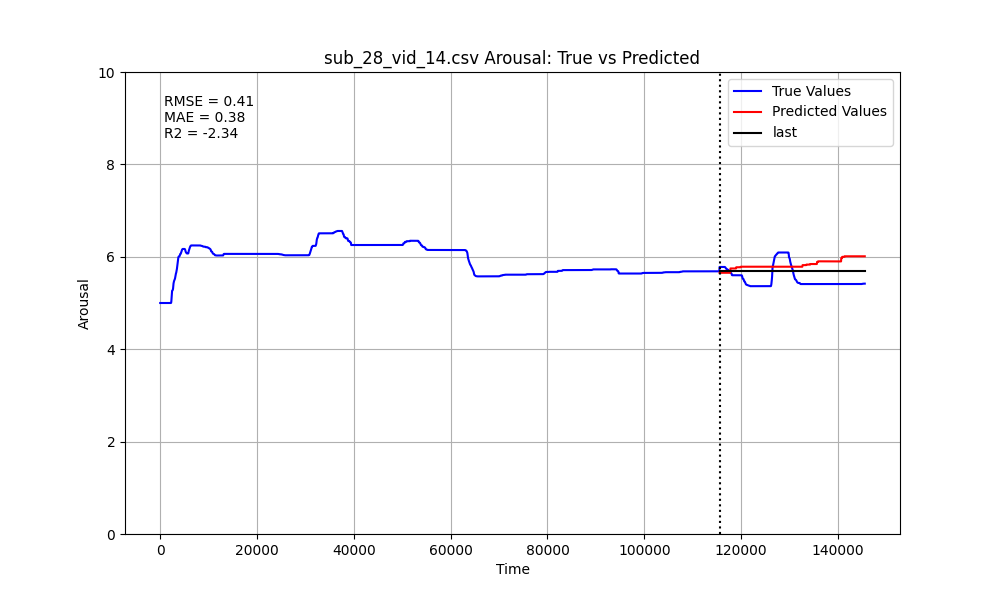 sub_28_vid_14.csv Arousal: True vs Predicted
10
8
6
4
2
0
Arousal
RMSE = 0.41
MAE = 0.38
R2 = -2.34
True Values
Predicted Values
last
0
20000
40000
60000
80000
100000
120000
140000
Time